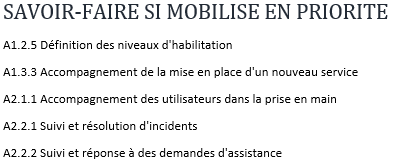 SAVOIR-FAIRE SI MOBILISE EN PRIORITE
A1.2.5 Définition des niveaux d'habilitation
A1.3.3 Accompagnement de la mise en place d'un nouveau service
A2.1.1 Accompagnement des utilisateurs dans la prise en main
A2.2.1 Suivi et résolution d'incidents
A2.2.2 Suivi et réponse à des demandes d'assistance